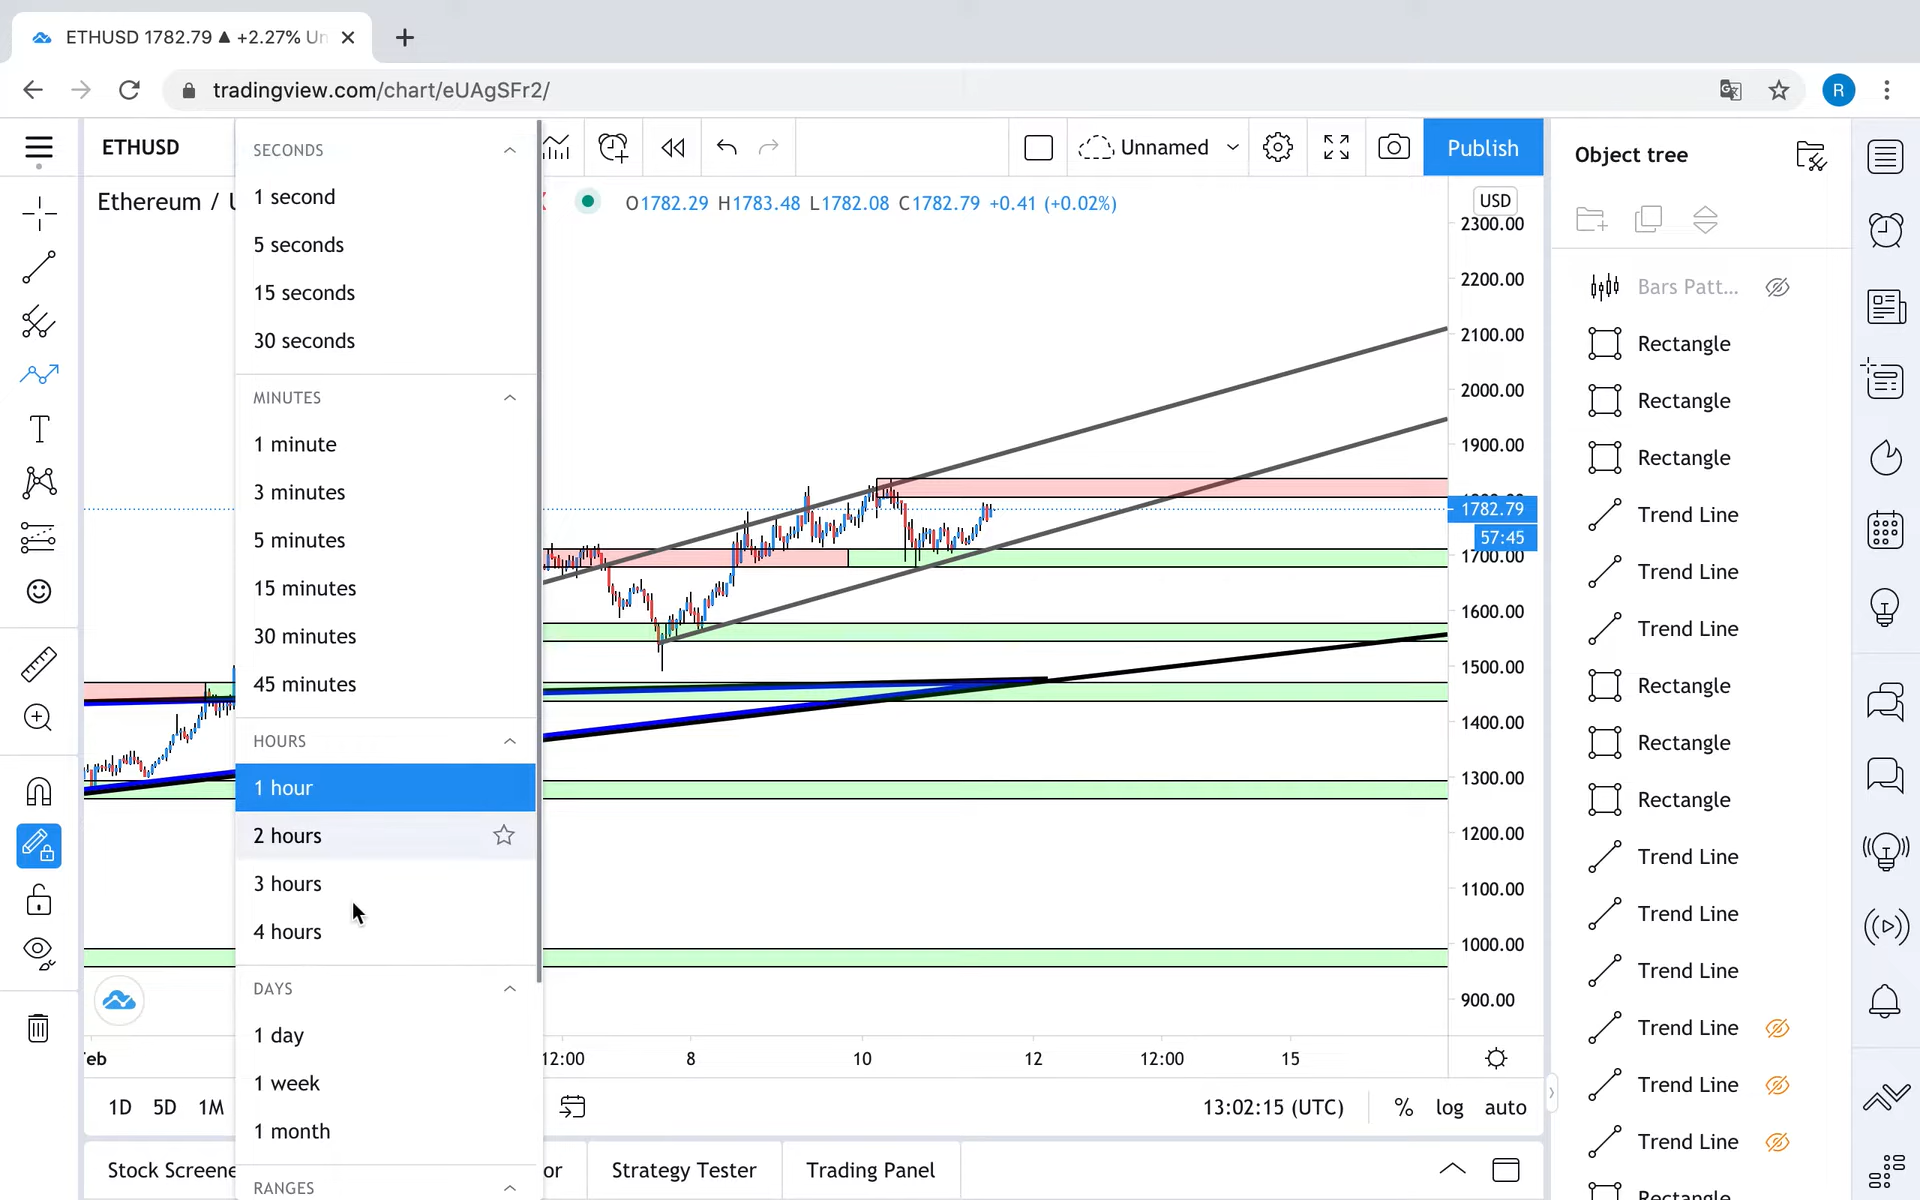 ETHUSD 1782.79 ▲ +2.27% Un
tradingview.com/chart/eUAgSFr2/
R
ETHUSD
Unnamed
Publish
Object tree
Ethereum / U
O1782.29 H1783.48 L1782.08 C1782.79 +0.41 (+0.02%)
USD
SECONDS
1 second
5 seconds
15 seconds
30 seconds
MINUTES
1 minute
3 minutes
5 minutes
15 minutes
30 minutes
45 minutes
HOURS
1 hour
2 hours
3 hours
4 hours
DAYS
1 day
1 week
1 month
RANGES
2300.00
2200.00
2100.00
2000.00
1900.00
1782.79
57:45
1700.00
1600.00
1500.00
1400.00
1300.00
1200.00
1100.00
1000.00
900.00
12:00
8
10
12
12:00
15
1D
5D
1M
13:02:15 (UTC)
%
log
auto
Stock Screene
or
Strategy Tester
Trading Panel
Bars Patt...
Rectangle
Rectangle
Rectangle
Trend Line
Trend Line
Trend Line
Rectangle
Rectangle
Rectangle
Trend Line
Trend Line
Trend Line
Trend Line
Trend Line
Trend Line
Rectangle